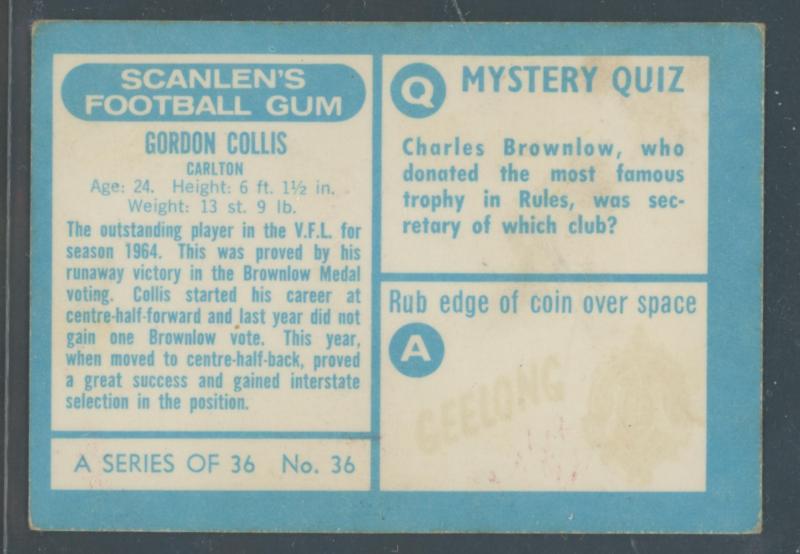 SCANLEN'S
FOOTBALL GUM
GORDON COLLIS
CARLTON
Age: 24. Height: 6 ft. 1½ in.
Weight: 13 st. 9 lb.
The outstanding player in the V.F.L. for
season 1964. This was proved by his
runaway victory in the Brownlow Medal
voting. Collis started his career at
centre-half-forward and last year did not
gain one Brownlow vote. This year,
when moved to centre-half-back, proved
a great success and gained interstate
selection in the position.
A SERIES OF 36 No. 36
Q MYSTERY QUIZ
Charles Brownlow, who
donated the most famous
trophy in Rules, was sec-
retary of which club?
Rub edge of coin over space
A
GEELONG